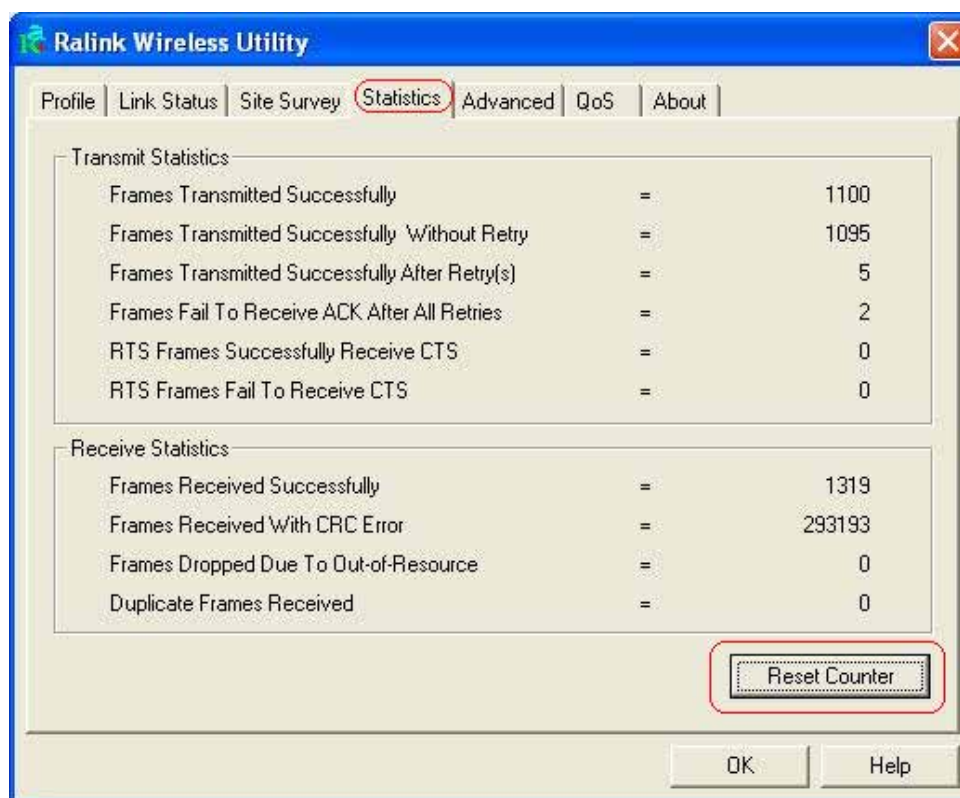 Ralink Wireless Utility
Profile Link Status Site Survey Statistics Advanced QoS About
Transmit Statistics
Frames Transmitted Successfully = 1100
Frames Transmitted Successfully Without Retry = 1095
Frames Transmitted Successfully After Retry(s) = 5
Frames Fail To Receive ACK After All Retries = 2
RTS Frames Successfully Receive CTS = 0
RTS Frames Fail To Receive CTS = 0
Receive Statistics
Frames Received Successfully = 1319
Frames Received With CRC Error = 293193
Frames Dropped Due To Out-of-Resource = 0
Duplicate Frames Received = 0
Reset Counter
OK Help